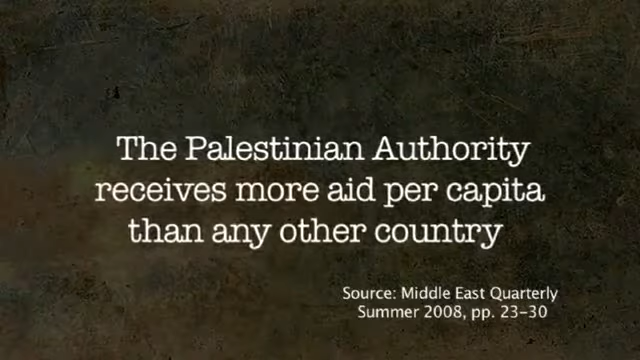 The Palestinian Authority
receives more aid per capita
than any other country
Source: Middle East Quarterly
Summer 2008, pp. 23-30